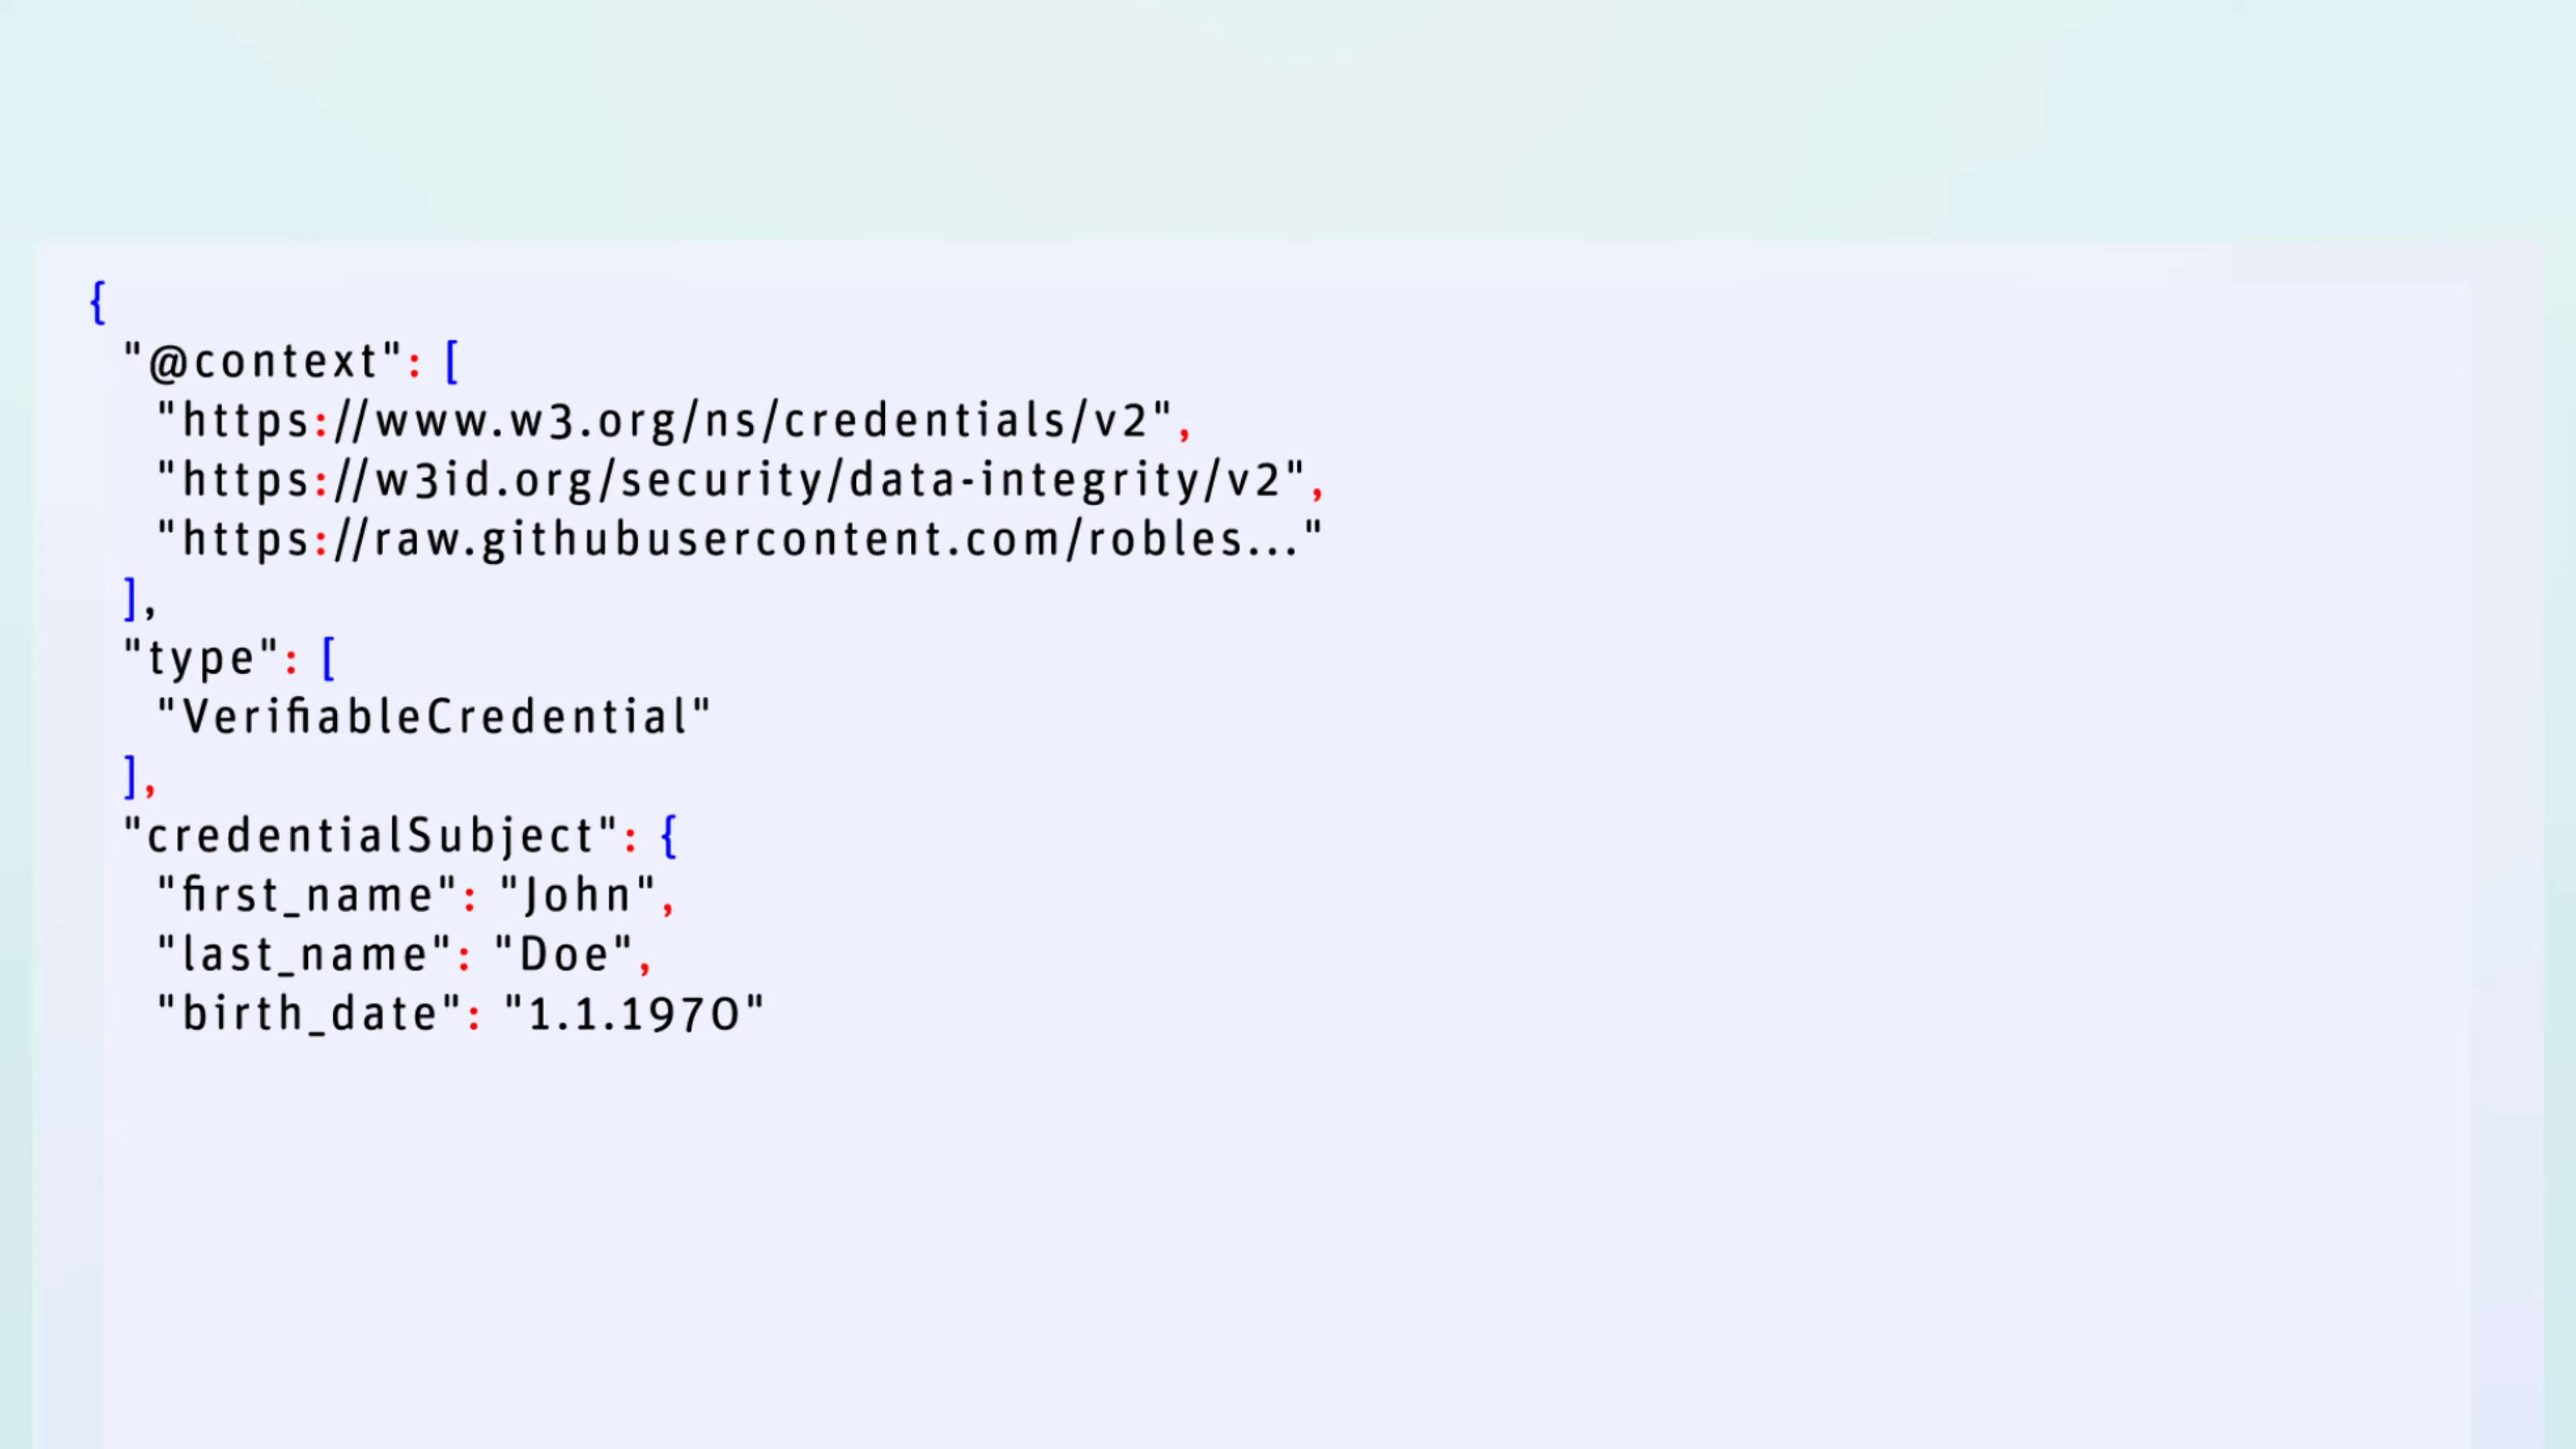 {
"@context": [
"https://www.w3.org/ns/credentials/v2",
"https://w3id.org/security/data-integrity/v2",
"https://raw.githubusercontent.com/robles..."
],
"type": [
"VerifiableCredential"
],
"credentialSubject": {
"first_name": "John",
"last_name": "Doe",
"birth_date": "1.1.1970"